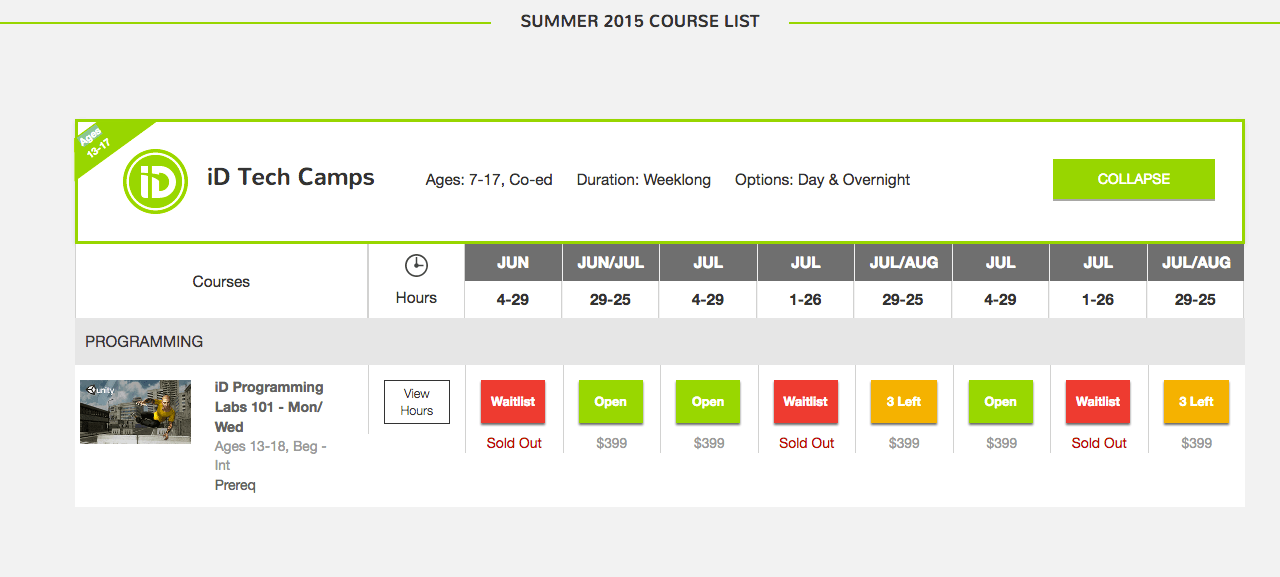 SUMMER 2015 COURSE LIST
Ages
13-17
iD
iD Tech Camps
Ages: 7-17, Co-ed
Duration: Weeklong
Options: Day & Overnight
COLLAPSE
Courses
Hours
JUN JUN/JUL JUL JUL JUL/AUG JUL JUL JUL/AUG
4-29 29-25 4-29 1-26 29-25 4-29 1-26 29-25
PROGRAMMING
unity
iD Programming
Labs 101 - Mon/
Wed
Ages 13-18, Beg -
Int
Prereq
View
Hours
Waitlist Open Open Waitlist 3 Left Open Waitlist 3 Left
Sold Out $399 $399 Sold Out $399 $399 Sold Out $399